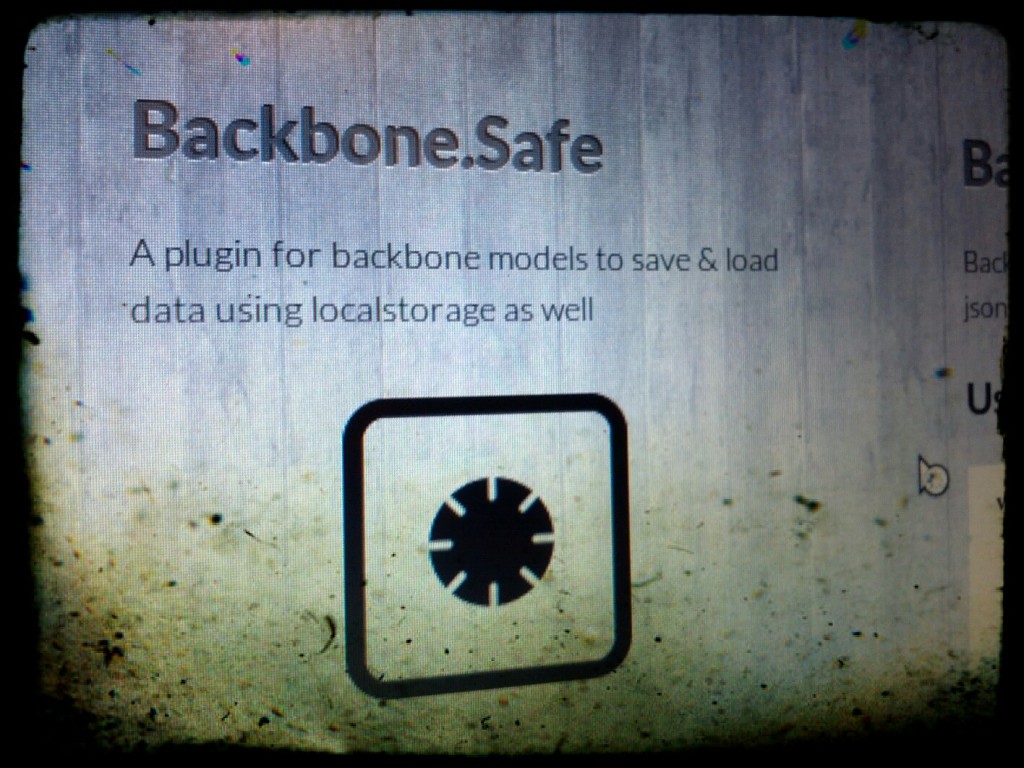 Backbone.Safe
A plugin for backbone models to save & load
data using localstorage as well